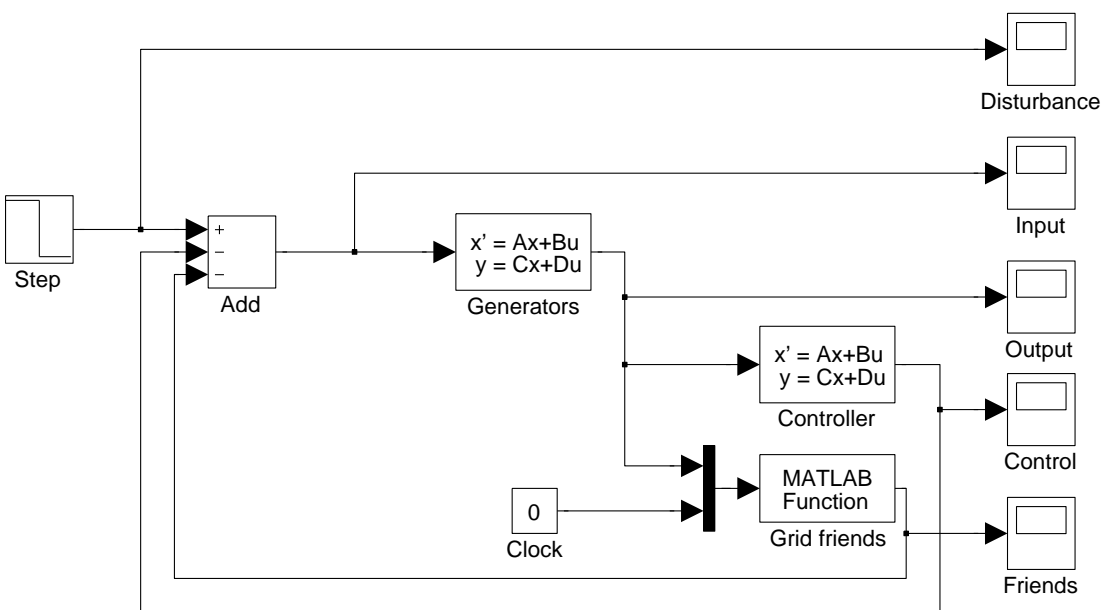 Disturbance
Input
Step
+
−
−
Add
x' = Ax+Bu
y = Cx+Du
Generators
Output
x' = Ax+Bu
y = Cx+Du
Controller
Control
MATLAB
Function
Grid friends
0
Clock
Friends